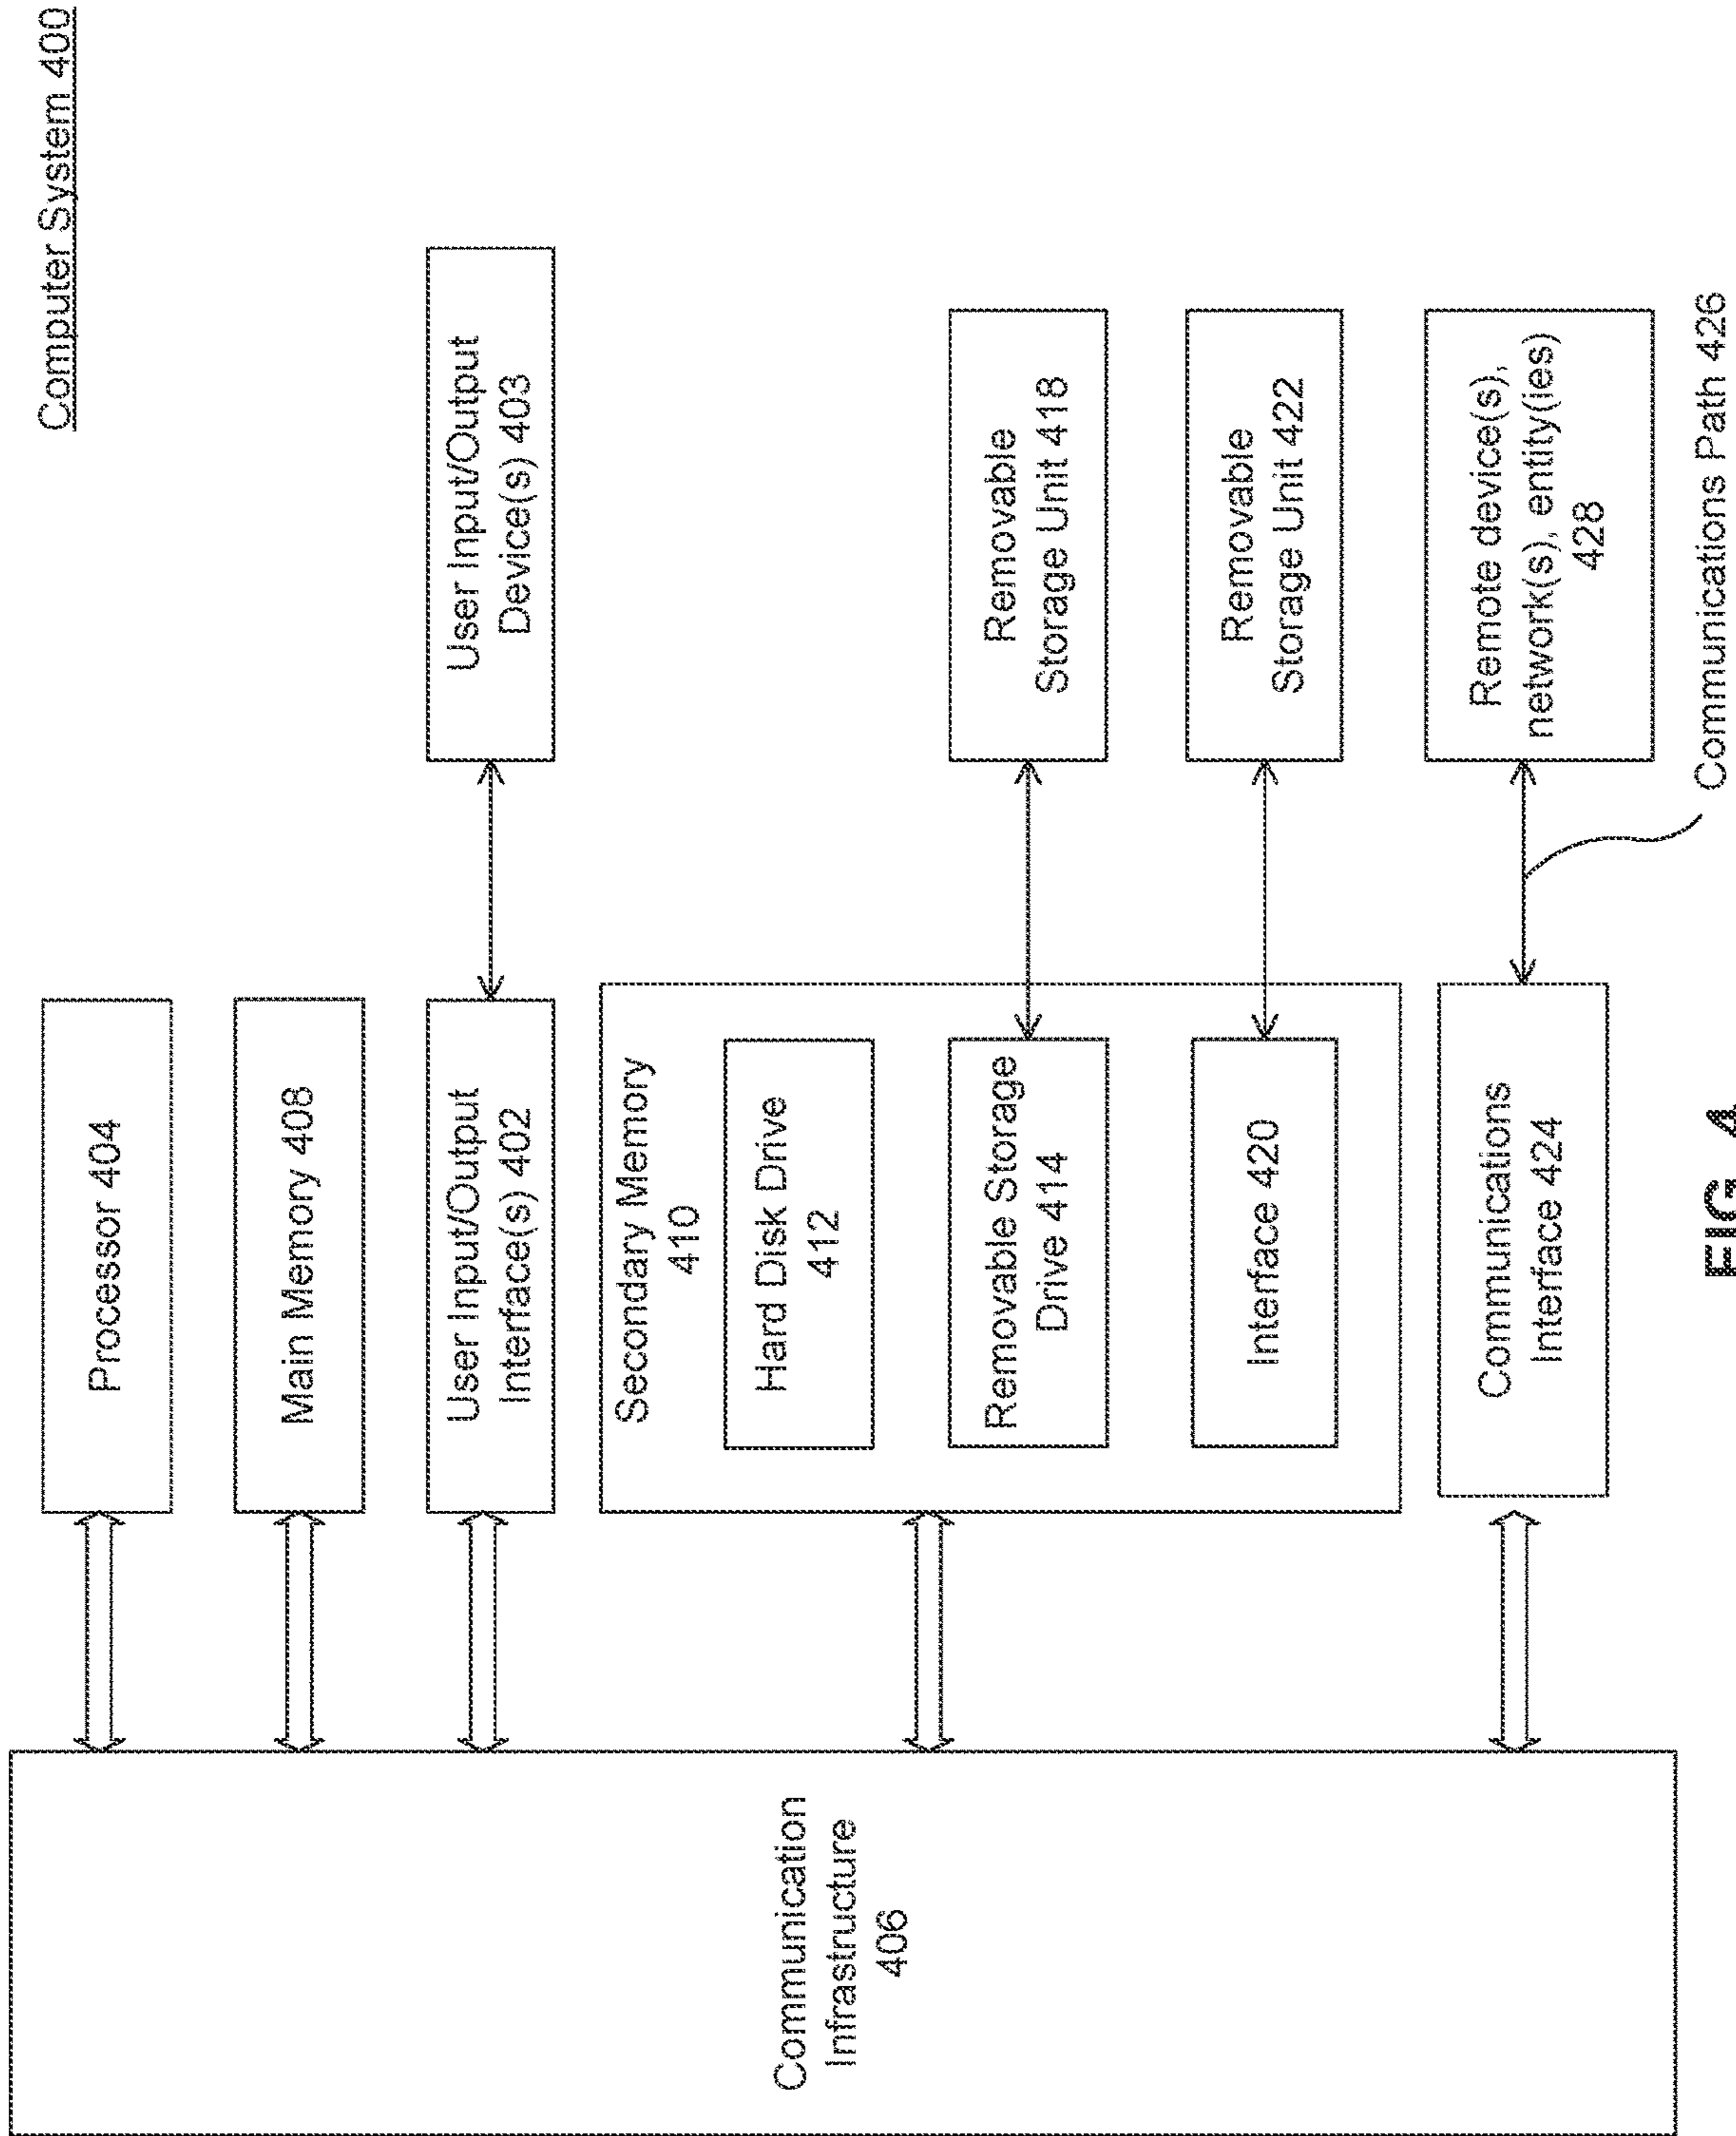 Computer System 400
Processor 404
Main Memory 408
User Input/Output
Interface(s) 402
User Input/Output
Device(s) 403
Secondary Memory
410
Hard Disk Drive
412
Communication
Infrastructure
406
Removable Storage
Drive 414
Removable
Storage Unit 418
Interface 420
Removable
Storage Unit 422
Communications
Interface 424
Remote device(s),
network(s), entity(ies)
428
Communications Path 426
FIG. 4